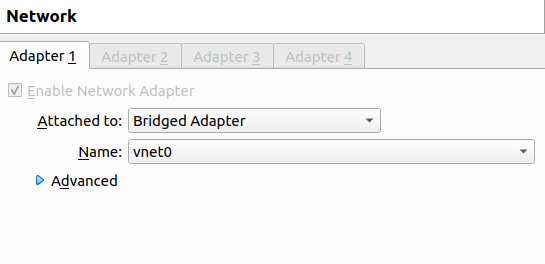 Network
Adapter 1 Adapter 2 Adapter 3 Adapter 4
Enable Network Adapter
Attached to: Bridged Adapter
Name: vnet0
Advanced